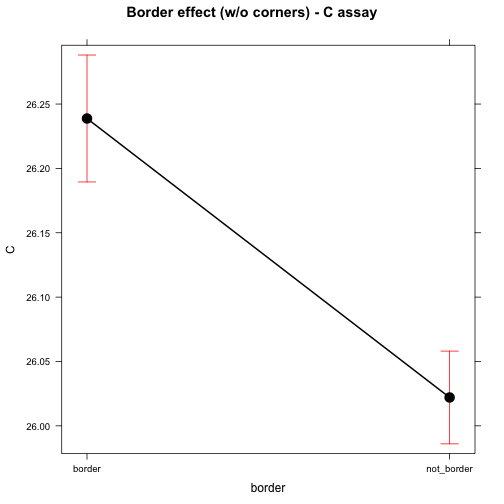 Border effect (w/o corners) - C assay
26.25
26.20
26.15
26.10
26.05
26.00
C
border
not_border
border